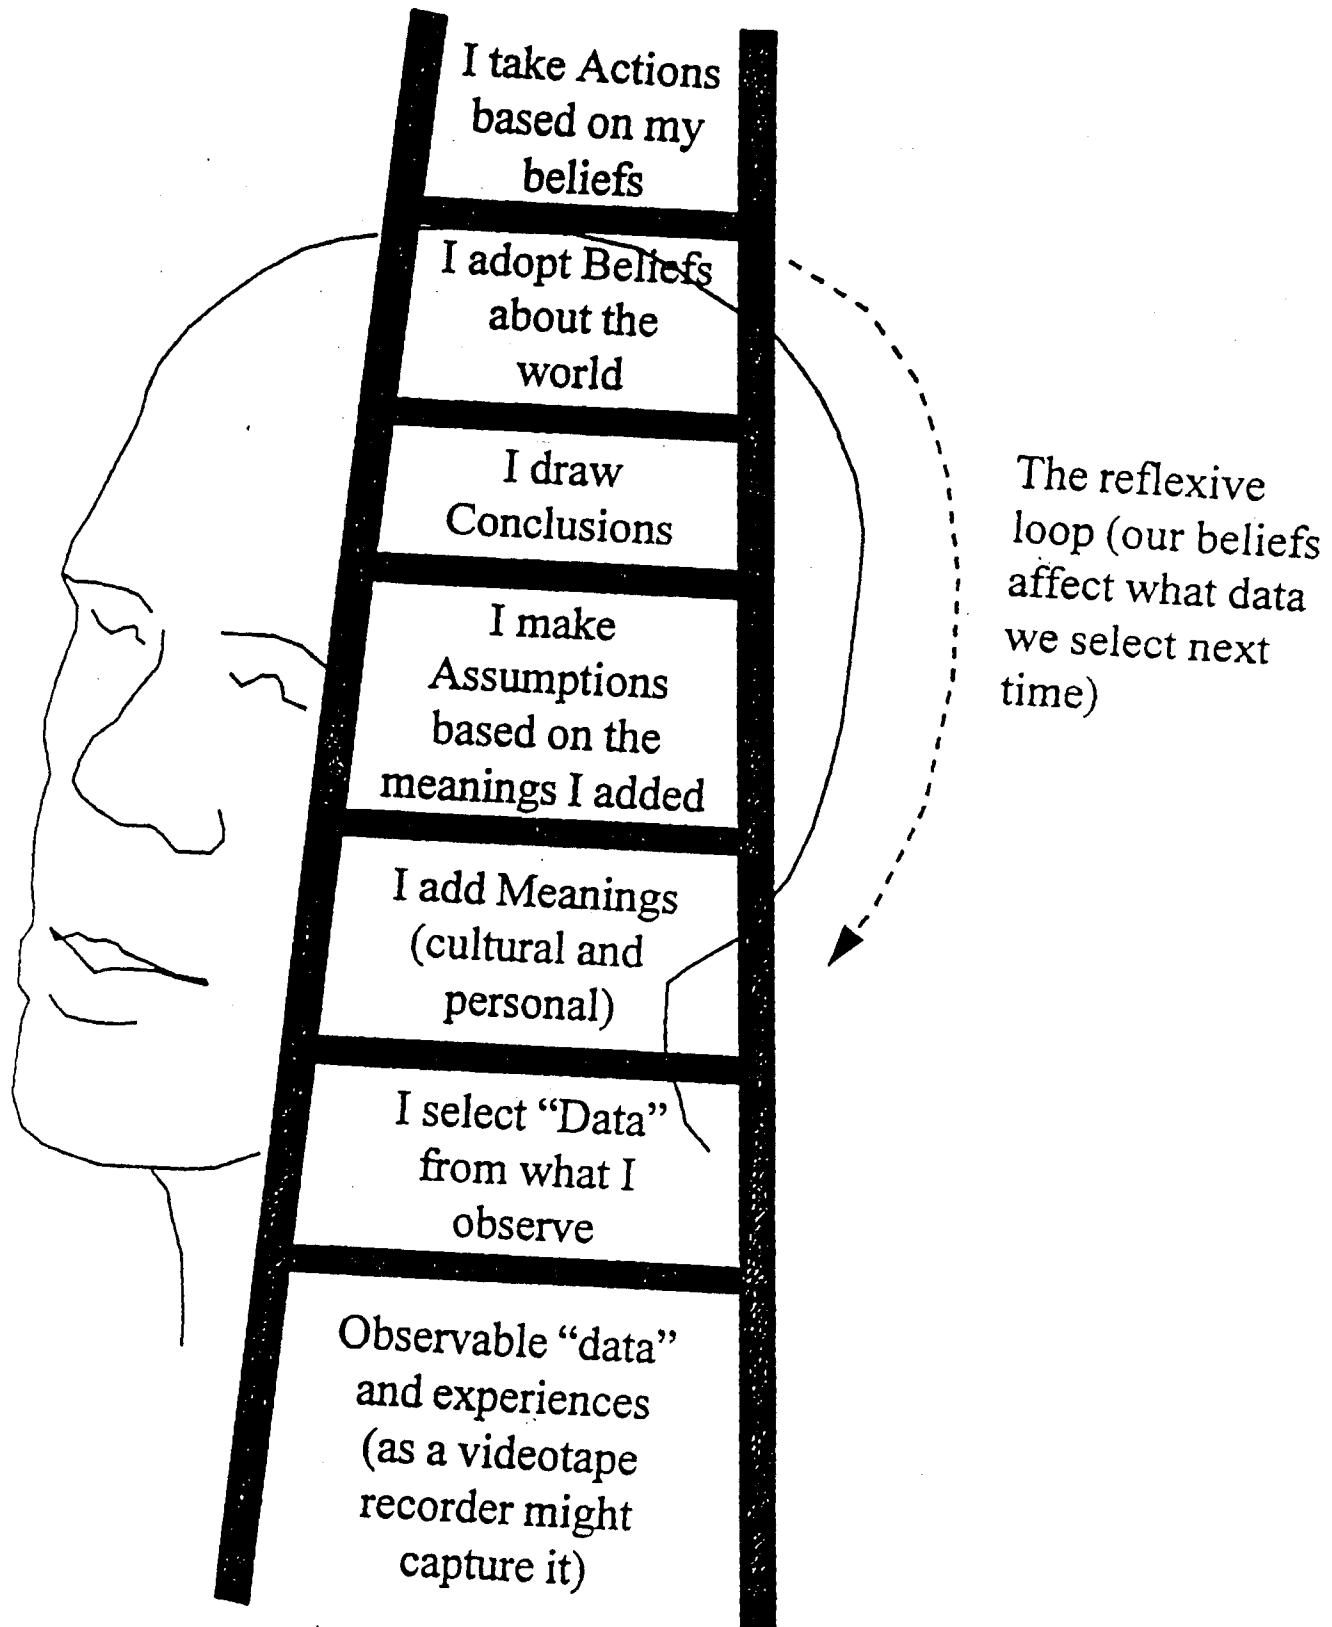 I take Actions
based on my
beliefs
I adopt Beliefs
about the
world
I draw
Conclusions
I make
Assumptions
based on the
meanings I added
I add Meanings
(cultural and
personal)
I select “Data”
from what I
observe
Observable “data”
and experiences
(as a videotape
recorder might
capture it)
The reflexive
loop (our beliefs
affect what data
we select next
time)